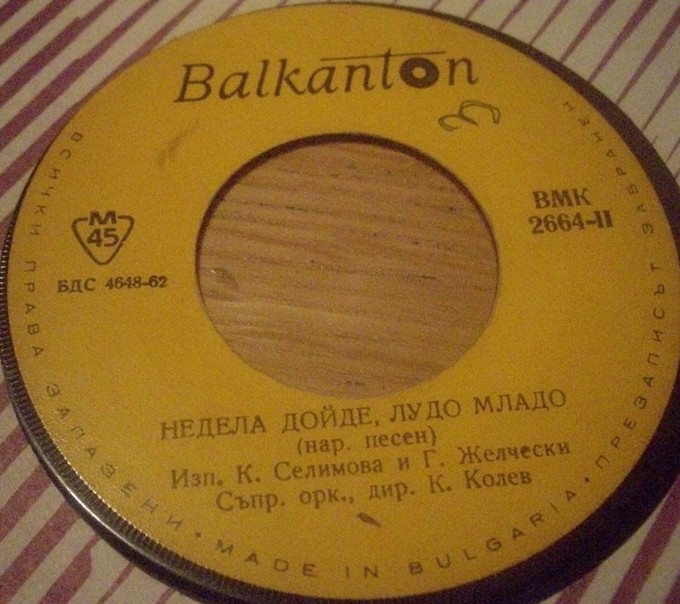 Balkanton
ВМК
2664-II
М
45
БДС 4648-62
НЕДЕЛА ДОЙДЕ, ЛУДО МЛАДО
(нар. песен)
Изп. К. Селимова и Г. Желчески
Съпр. орк., дир. К. Колев
ВСИЧКИ ПРАВА ЗАПАЗЕНИ • MADE IN BULGARIA • ПРЕЗАПИСЪТ ЗАБРАНЕН